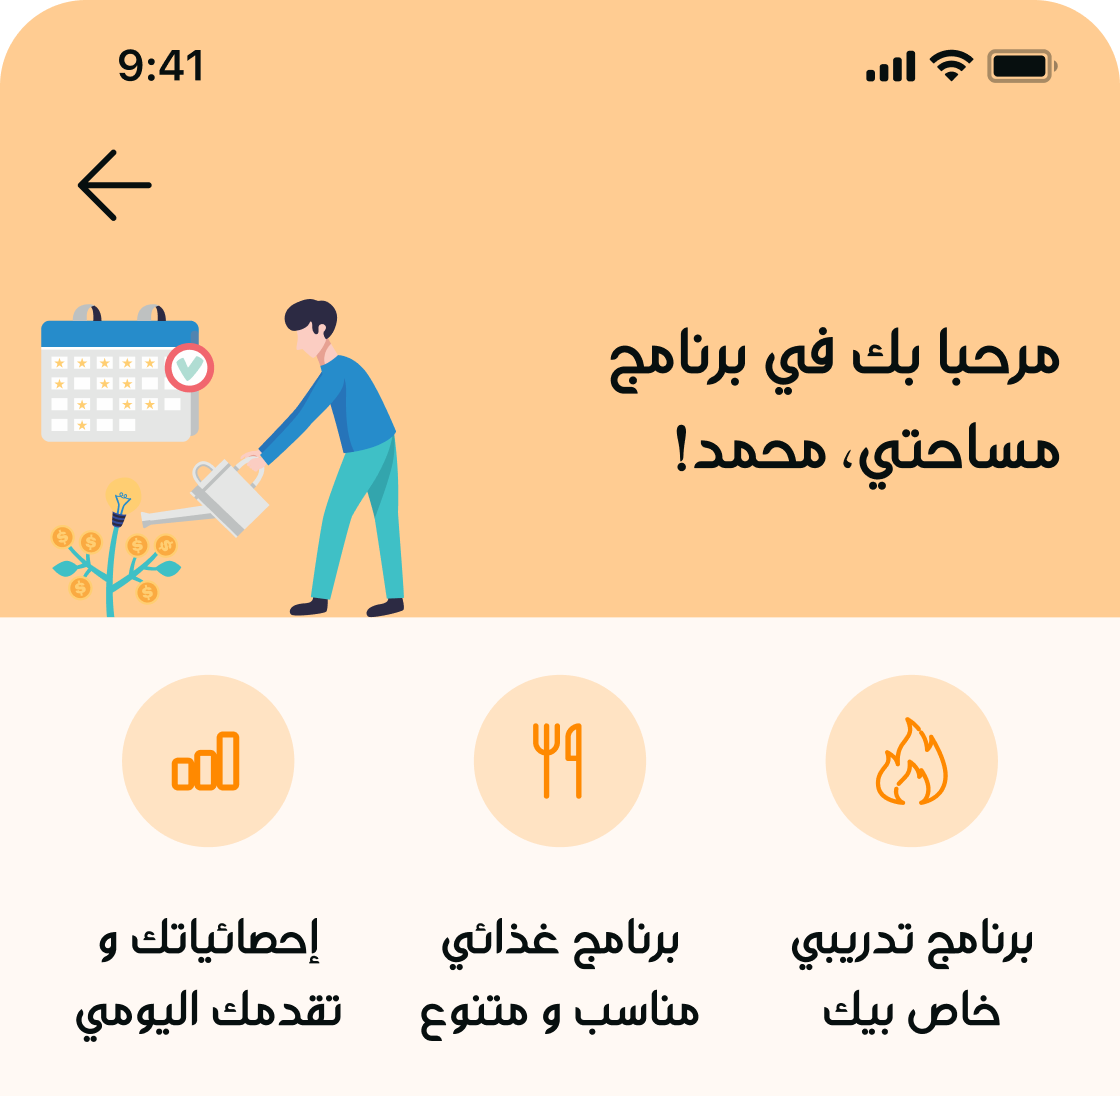 9:41
مرحبا بك في برنامج
مساحتي، محمد!
برنامج تدريبي
خاص بيك
برنامج غذائي
مناسب و متنوع
إحصائياتك و
تقدمك اليومي